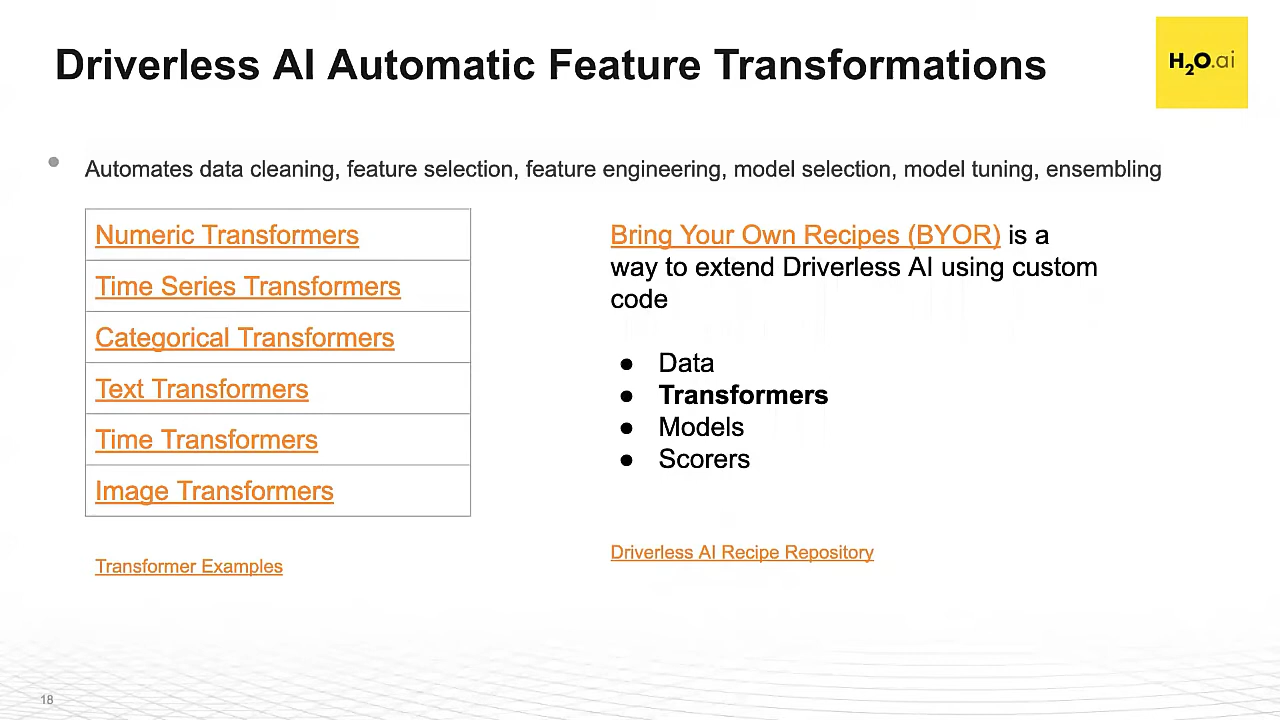 Driverless AI Automatic Feature Transformations
H2O.ai
• Automates data cleaning, feature selection, feature engineering, model selection, model tuning, ensembling
Numeric Transformers
Time Series Transformers
Categorical Transformers
Text Transformers
Time Transformers
Image Transformers
Transformer Examples
Bring Your Own Recipes (BYOR) is a
way to extend Driverless AI using custom
code
● Data
● Transformers
● Models
● Scorers
Driverless AI Recipe Repository
18